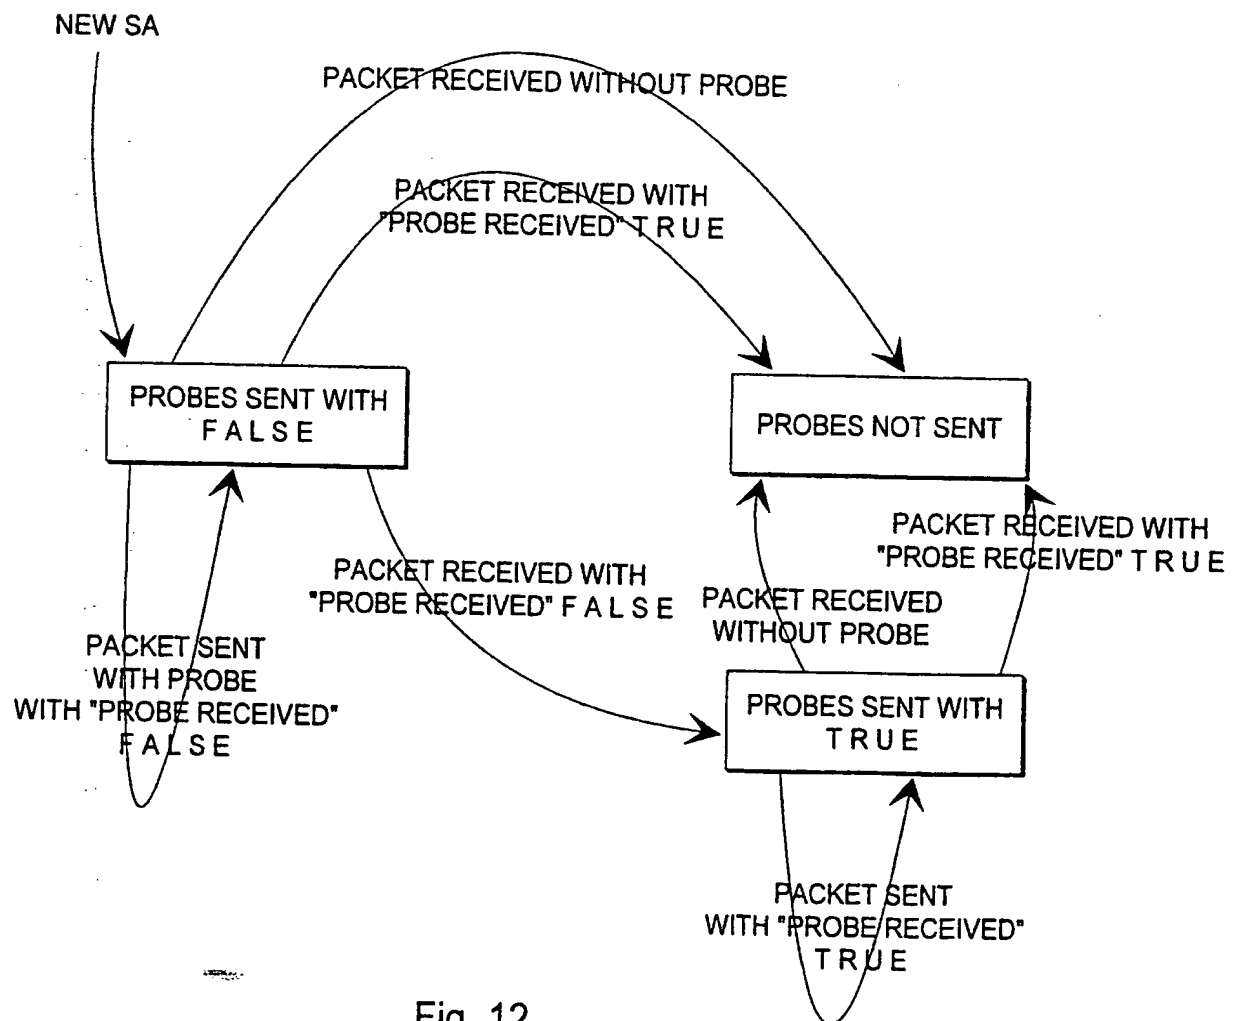 NEW SA
PACKET RECEIVED WITHOUT PROBE
PACKET RECEIVED WITH
"PROBE RECEIVED" T R U E
PROBES SENT WITH
F A L S E
PROBES NOT SENT
PACKET RECEIVED WITH
"PROBE RECEIVED" T R U E
PACKET RECEIVED WITH
"PROBE RECEIVED" F A L S E
PACKET RECEIVED
WITHOUT PROBE
PACKET SENT
WITH PROBE
WITH "PROBE RECEIVED"
F A L S E
PROBES SENT WITH
T R U E
PACKET SENT
WITH "PROBE RECEIVED"
T R U E
Fig. 12